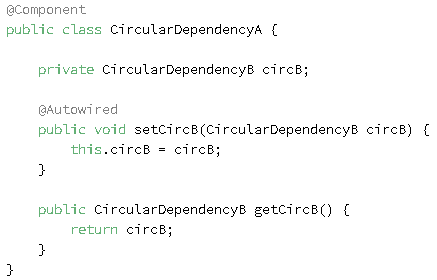 @Component
public class CircularDependencyA {
    private CircularDependencyB circB;
    @Autowired
    public void setCircB(CircularDependencyB circB) {
        this.circB = circB;
    }
    public CircularDependencyB getCircB() {
        return circB;
    }
}